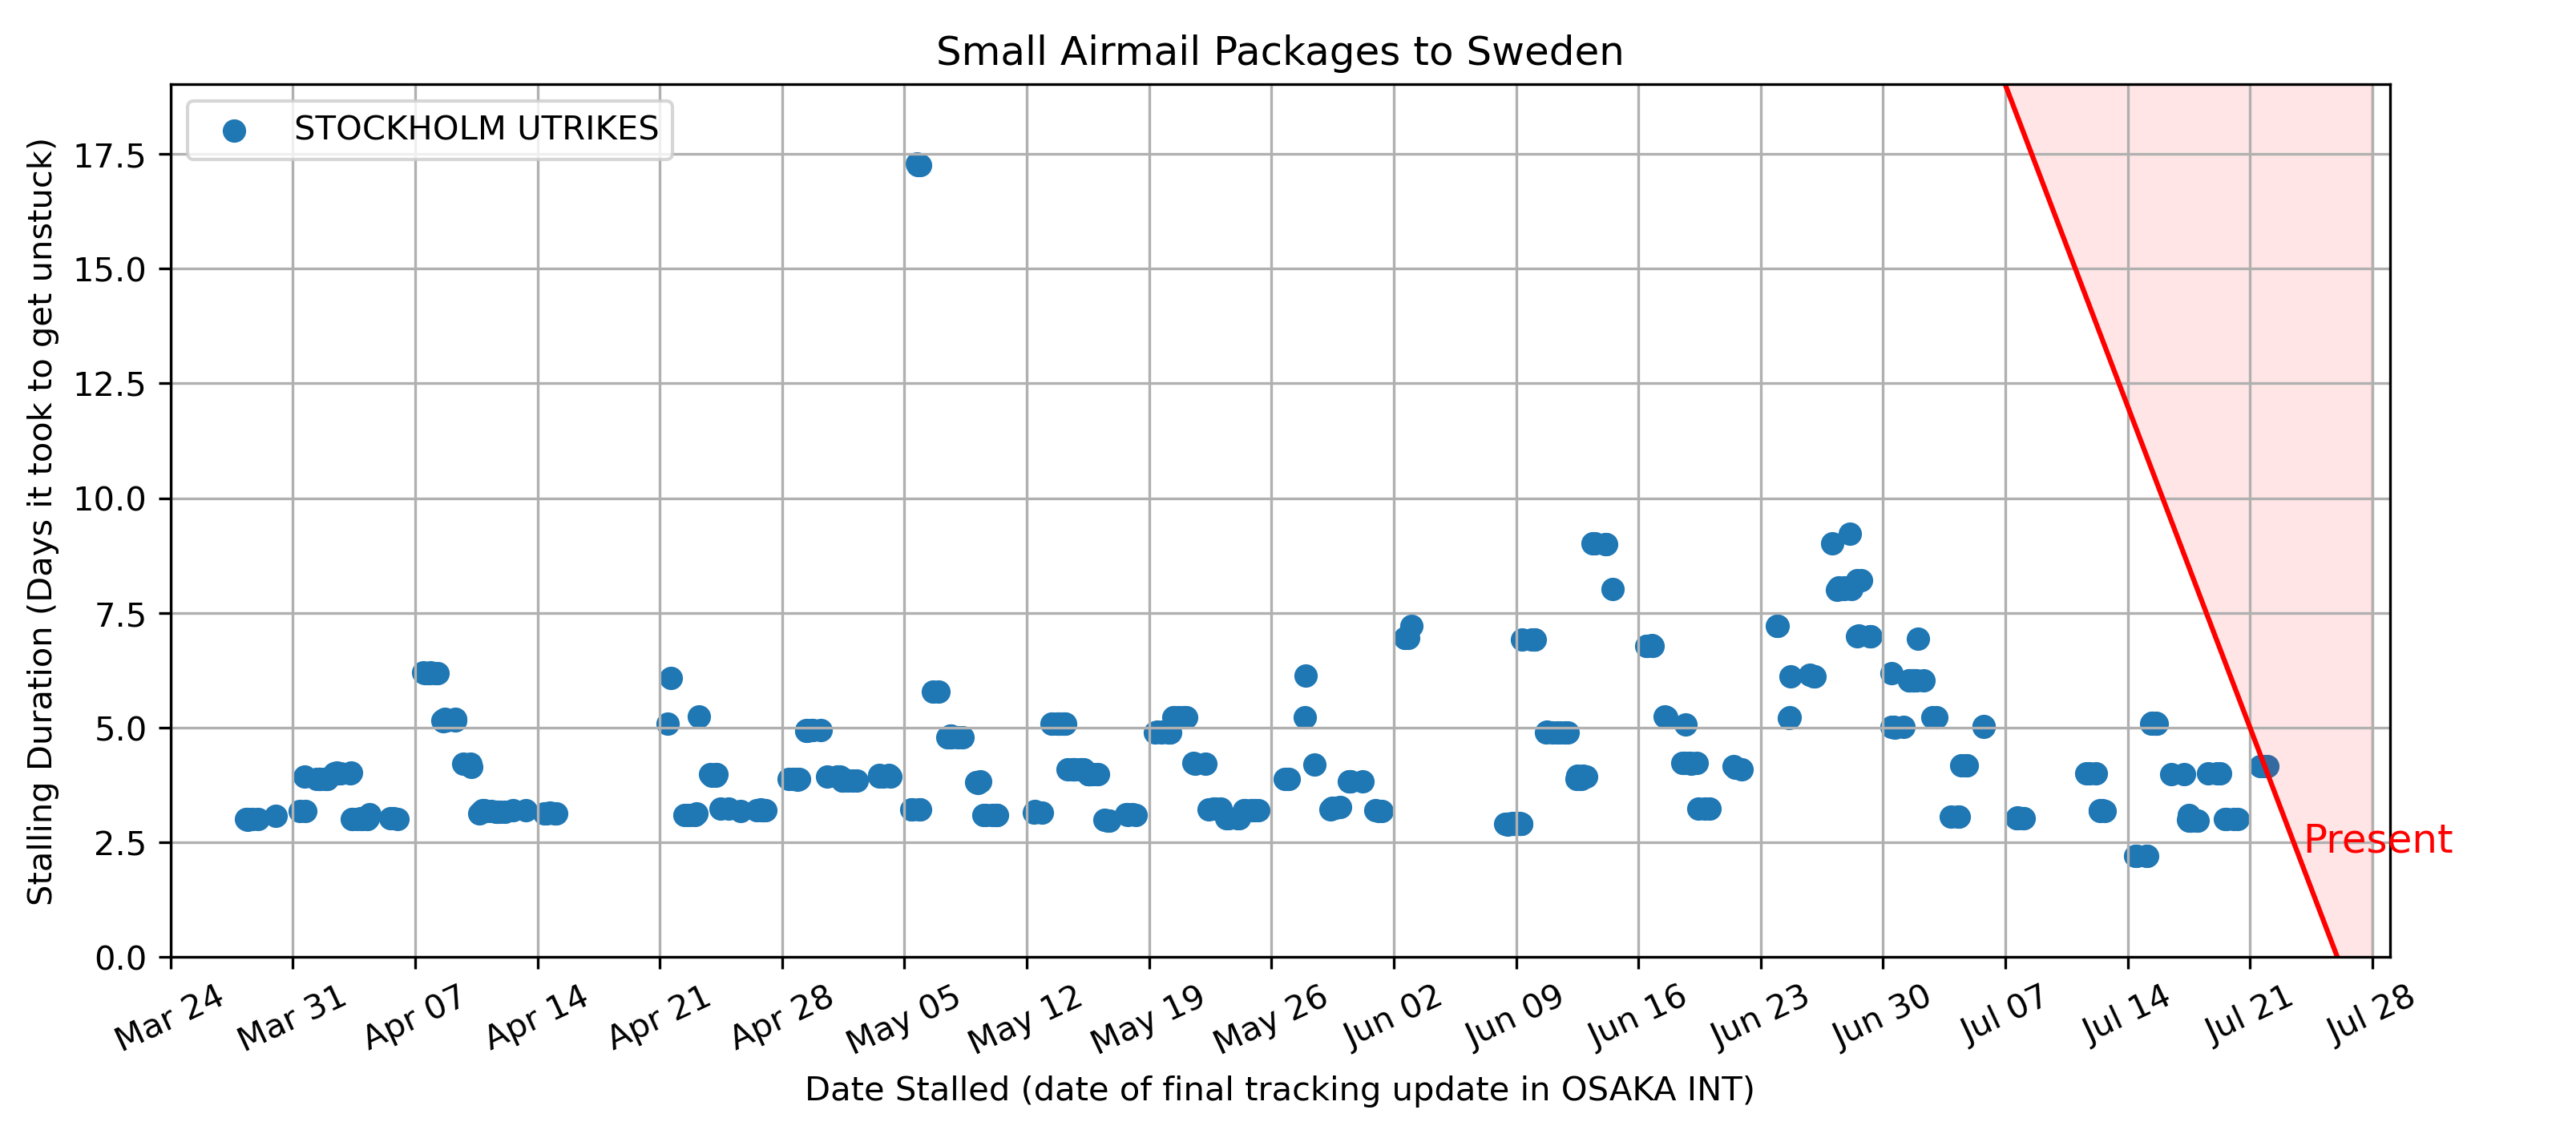 Small Airmail Packages to Sweden
STOCKHOLM UTRIKES
Stalling Duration (Days it took to get unstuck)
17.5
15.0
12.5
10.0
7.5
5.0
2.5
0.0
Present
Mar 24
Mar 31
Apr 07
Apr 14
Apr 21
Apr 28
May 05
May 12
May 19
May 26
Jun 02
Jun 09
Jun 16
Jun 23
Jun 30
Jul 07
Jul 14
Jul 21
Jul 28
Date Stalled (date of final tracking update in OSAKA INT)